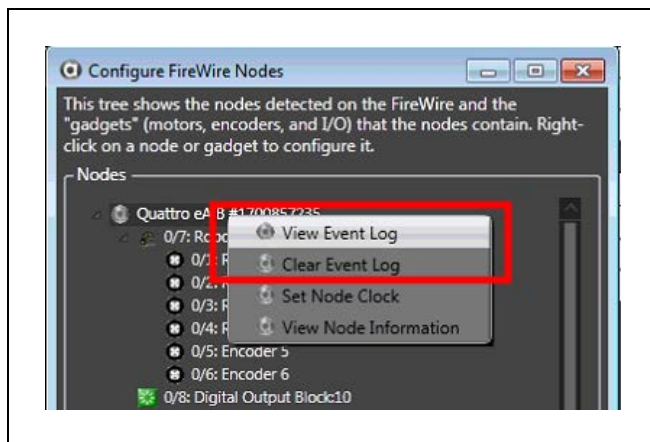 Configure FireWire Nodes
This tree shows the nodes detected on the FireWire and the
"gadgets" (motors, encoders, and I/O) that the nodes contain. Right-
click on a node or gadget to configure it.
Nodes
Quattro eAIB #1700857235
View Event Log
0/7: Robo
0/1: R
Clear Event Log
0/2: R
Set Node Clock
0/3: R
0/4: R
View Node Information
0/5: Encoder 5
0/6: Encoder 6
0/8: Digital Output Block:10